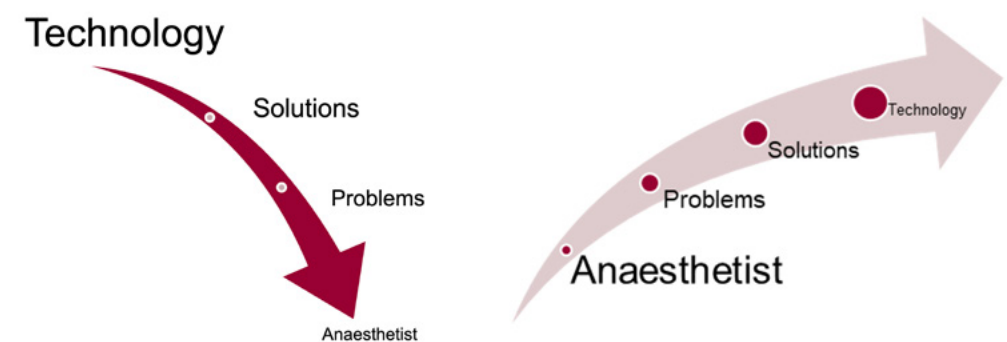 Technology
Solutions
Problems
Anaesthetist
Technology
Solutions
Problems
Anaesthetist